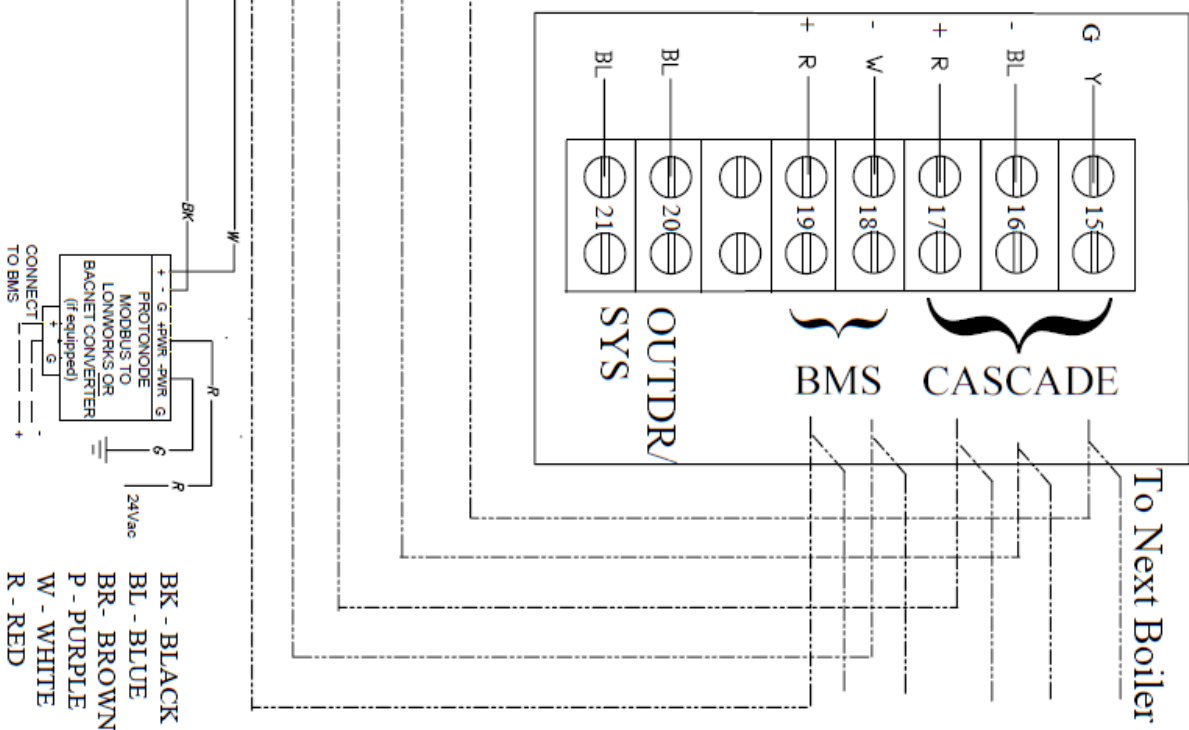 G Y
- BL
+ R
- W
+ R
BL
BL
15
16
17
18
19
20
21
CASCADE
BMS
OUTDR/
SYS
To Next Boiler
BK
W
+ - G +PWR -PWR G
PROTONODE
MODBUS TO
LONWORKS OR
BACNET CONVERTER
(if equipped)
+ - G
CONNECT
TO BMS
- +
R
G
R
24Vac
BK - BLACK
BL - BLUE
BR- BROWN
P - PURPLE
W - WHITE
R - RED